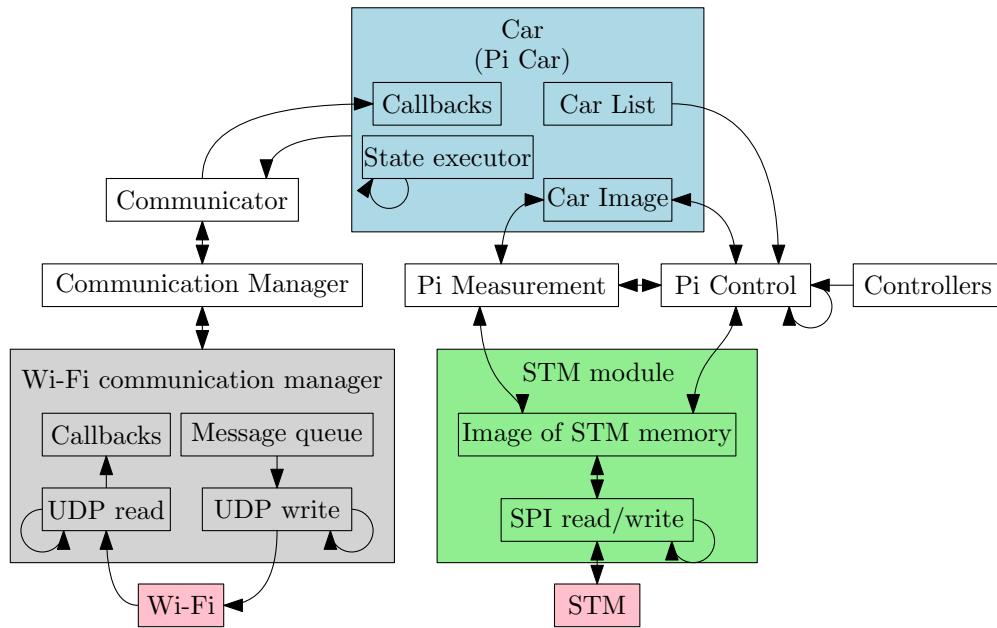 Car
(Pi Car)
Callbacks
Car List
State executor
Car Image
Communicator
Communication Manager
Pi Measurement
Pi Control
Controllers
Wi-Fi communication manager
Callbacks
Message queue
UDP read
UDP write
Wi-Fi
STM module
Image of STM memory
SPI read/write
STM